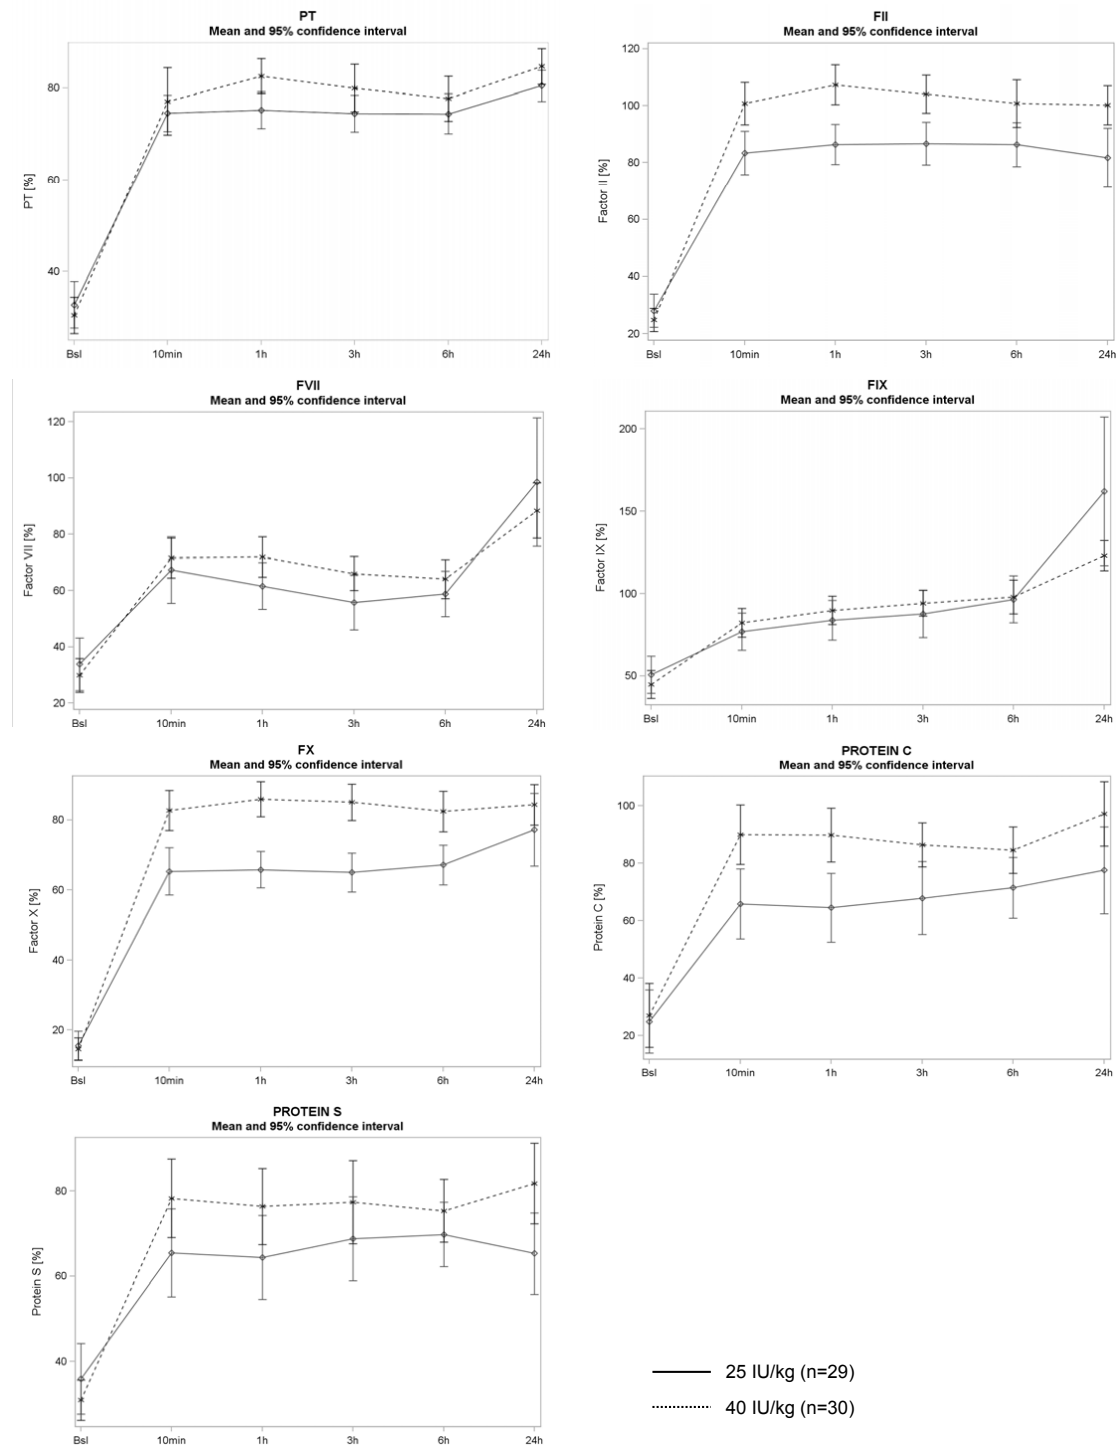 PT
Mean and 95% confidence interval
PT [%]
80
60
40
Bsl 10min 1h 3h 6h 24h
FII
Mean and 95% confidence interval
Factor II [%]
120
100
80
60
40
20
Bsl 10min 1h 3h 6h 24h
FVII
Mean and 95% confidence interval
Factor VII [%]
120
100
80
60
40
20
Bsl 10min 1h 3h 6h 24h
FIX
Mean and 95% confidence interval
Factor IX [%]
200
150
100
50
Bsl 10min 1h 3h 6h 24h
FX
Mean and 95% confidence interval
Factor X [%]
80
60
40
20
Bsl 10min 1h 3h 6h 24h
PROTEIN C
Mean and 95% confidence interval
Protein C [%]
100
80
60
40
20
Bsl 10min 1h 3h 6h 24h
PROTEIN S
Mean and 95% confidence interval
Protein S [%]
80
60
40
Bsl 10min 1h 3h 6h 24h
25 IU/kg (n=29)
40 IU/kg (n=30)